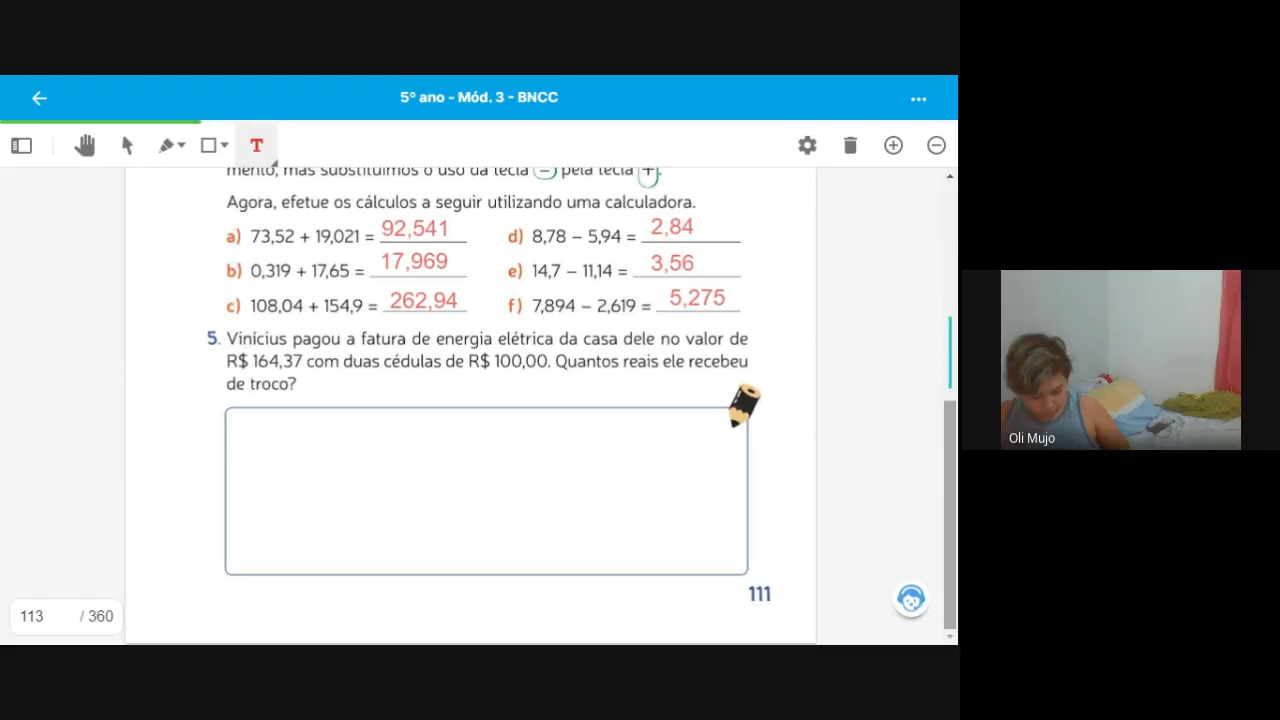 5º ano - Mód. 3 - BNCC
T
mento, mas substituímos o uso da tecla − pela tecla +.
Agora, efetue os cálculos a seguir utilizando uma calculadora.
a) 73,52 + 19,021 = 92,541
d) 8,78 − 5,94 = 2,84
b) 0,319 + 17,65 = 17,969
e) 14,7 − 11,14 = 3,56
c) 108,04 + 154,9 = 262,94
f) 7,894 − 2,619 = 5,275
5. Vinícius pagou a fatura de energia elétrica da casa dele no valor de
R$ 164,37 com duas cédulas de R$ 100,00. Quantos reais ele recebeu
de troco?
111
113 / 360
Oli Mujo